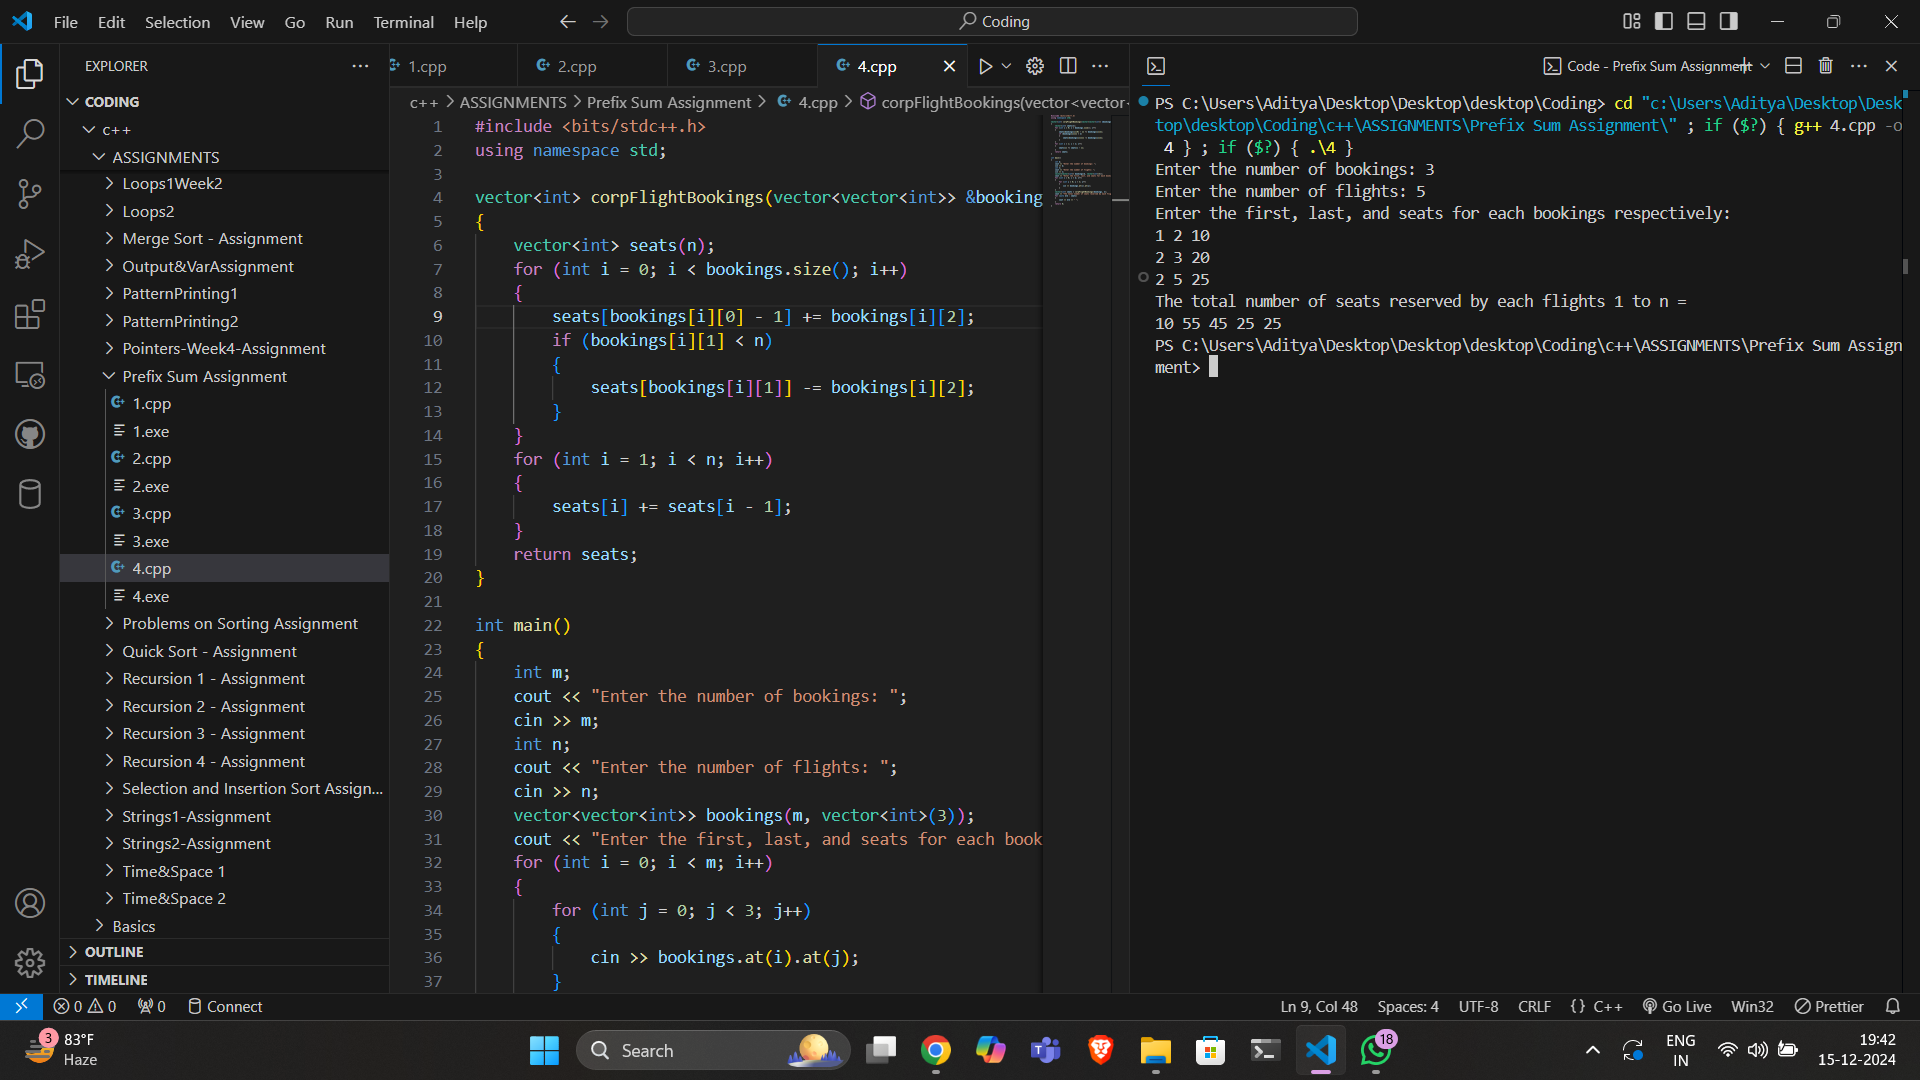 File Edit Selection View Go Run Terminal Help
Coding
EXPLORER
CODING
c++
ASSIGNMENTS
Loops1Week2
Loops2
Merge Sort - Assignment
Output&VarAssignment
PatternPrinting1
PatternPrinting2
Pointers-Week4-Assignment
Prefix Sum Assignment
1.cpp
1.exe
2.cpp
2.exe
3.cpp
3.exe
4.cpp
4.exe
Problems on Sorting Assignment
Quick Sort - Assignment
Recursion 1 - Assignment
Recursion 2 - Assignment
Recursion 3 - Assignment
Recursion 4 - Assignment
Selection and Insertion Sort Assign...
Strings1-Assignment
Strings2-Assignment
Time&Space 1
Time&Space 2
Basics
OUTLINE
TIMELINE
1.cpp 2.cpp 3.cpp 4.cpp
c++ > ASSIGNMENTS > Prefix Sum Assignment > 4.cpp > corpFlightBookings(vector<vector<
1 #include <bits/stdc++.h>
2 using namespace std;
3
4 vector<int> corpFlightBookings(vector<vector<int>> &booking
5 {
6 vector<int> seats(n);
7 for (int i = 0; i < bookings.size(); i++)
8 {
9 seats[bookings[i][0] - 1] += bookings[i][2];
10 if (bookings[i][1] < n)
11 {
12 seats[bookings[i][1]] -= bookings[i][2];
13 }
14 }
15 for (int i = 1; i < n; i++)
16 {
17 seats[i] += seats[i - 1];
18 }
19 return seats;
20 }
21
22 int main()
23 {
24 int m;
25 cout << "Enter the number of bookings: ";
26 cin >> m;
27 int n;
28 cout << "Enter the number of flights: ";
29 cin >> n;
30 vector<vector<int>> bookings(m, vector<int>(3));
31 cout << "Enter the first, last, and seats for each book
32 for (int i = 0; i < m; i++)
33 {
34 for (int j = 0; j < 3; j++)
35 {
36 cin >> bookings.at(i).at(j);
37 }
Code - Prefix Sum Assignment
PS C:\Users\Aditya\Desktop\Desktop\desktop\Coding> cd "c:\Users\Aditya\Desktop\Desk
top\desktop\Coding\c++\ASSIGNMENTS\Prefix Sum Assignment\" ; if ($?) { g++ 4.cpp -o
4 } ; if ($?) { .\4 }
Enter the number of bookings: 3
Enter the number of flights: 5
Enter the first, last, and seats for each bookings respectively:
1 2 10
2 3 20
2 5 25
The total number of seats reserved by each flights 1 to n =
10 55 45 25 25
PS C:\Users\Aditya\Desktop\Desktop\desktop\Coding\c++\ASSIGNMENTS\Prefix Sum Assign
ment>
0 0 0 Connect
Ln 9, Col 48 Spaces: 4 UTF-8 CRLF {} C++ Go Live Win32 Prettier
3
83°F
Haze
Search
18
ENG
IN
19:42
15-12-2024